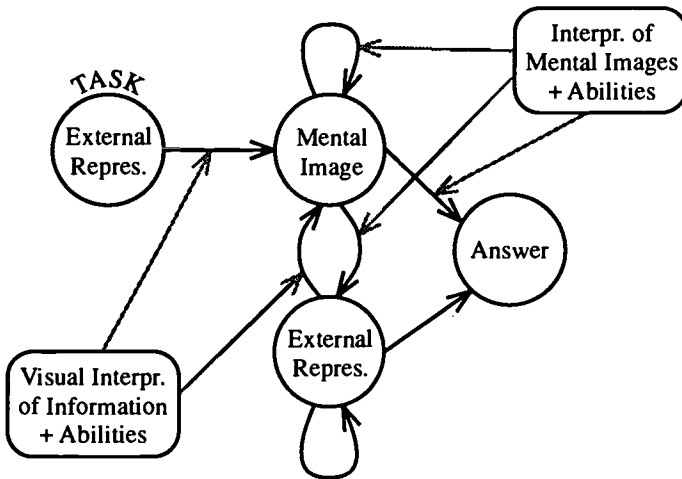 TASK
External
Repres.
Mental
Image
Interpr. of
Mental Images
+ Abilities
Answer
External
Repres.
Visual Interpr.
of Information
+ Abilities